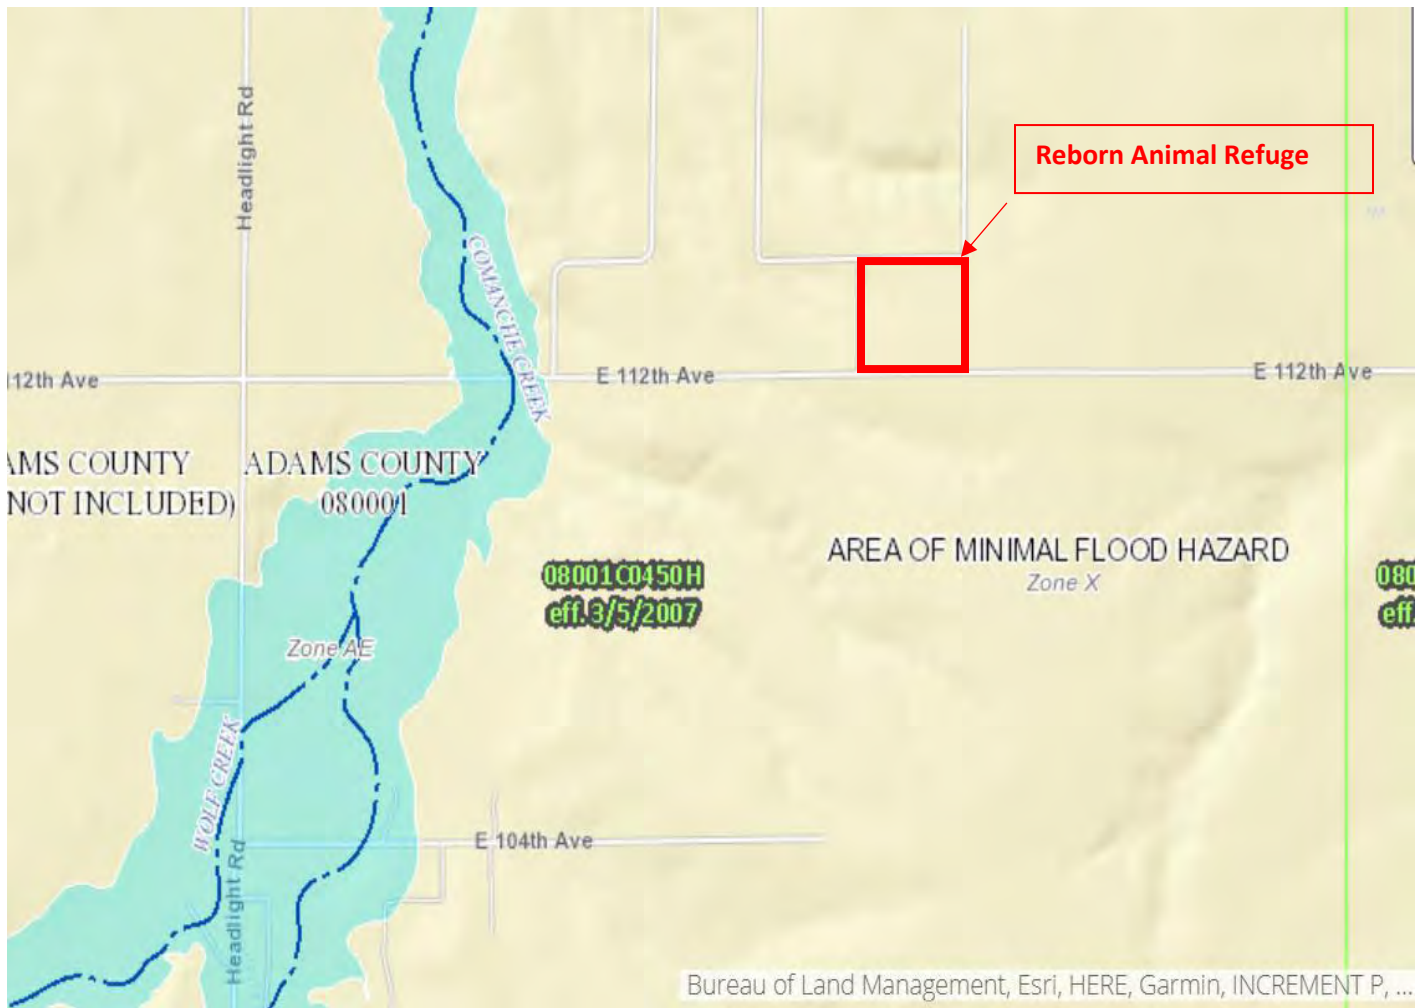 Headlight Rd
Reborn Animal Refuge
COMANCHE CREEK
12th Ave
E 112th Ave
E 112th Ave
AMS COUNTY
NOT INCLUDED)
ADAMS COUNTY
080001
AREA OF MINIMAL FLOOD HAZARD
Zone X
08001C0450H
eff. 3/5/2007
080
eff.
Zone AE
WOLF CREEK
E 104th Ave
Headlight Rd
Bureau of Land Management, Esri, HERE, Garmin, INCREMENT P, ...